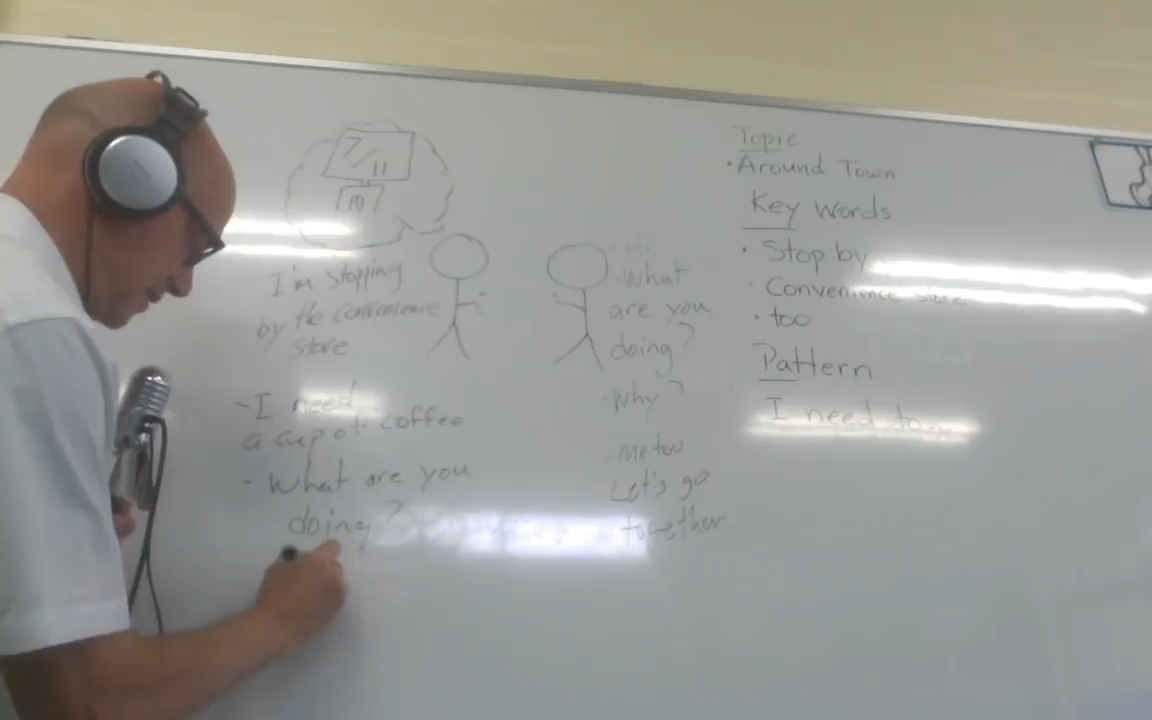 7
11
I'm stopping
by the convenience
store
- I need
a cup of coffee
- What are you
doing?
- Hi
- What
are you
doing?
- Why?
- me too
Let's go
together
Topic
• Around Town
Key Words
• Stop by
• Convenience store
• too
Pattern
I need to...